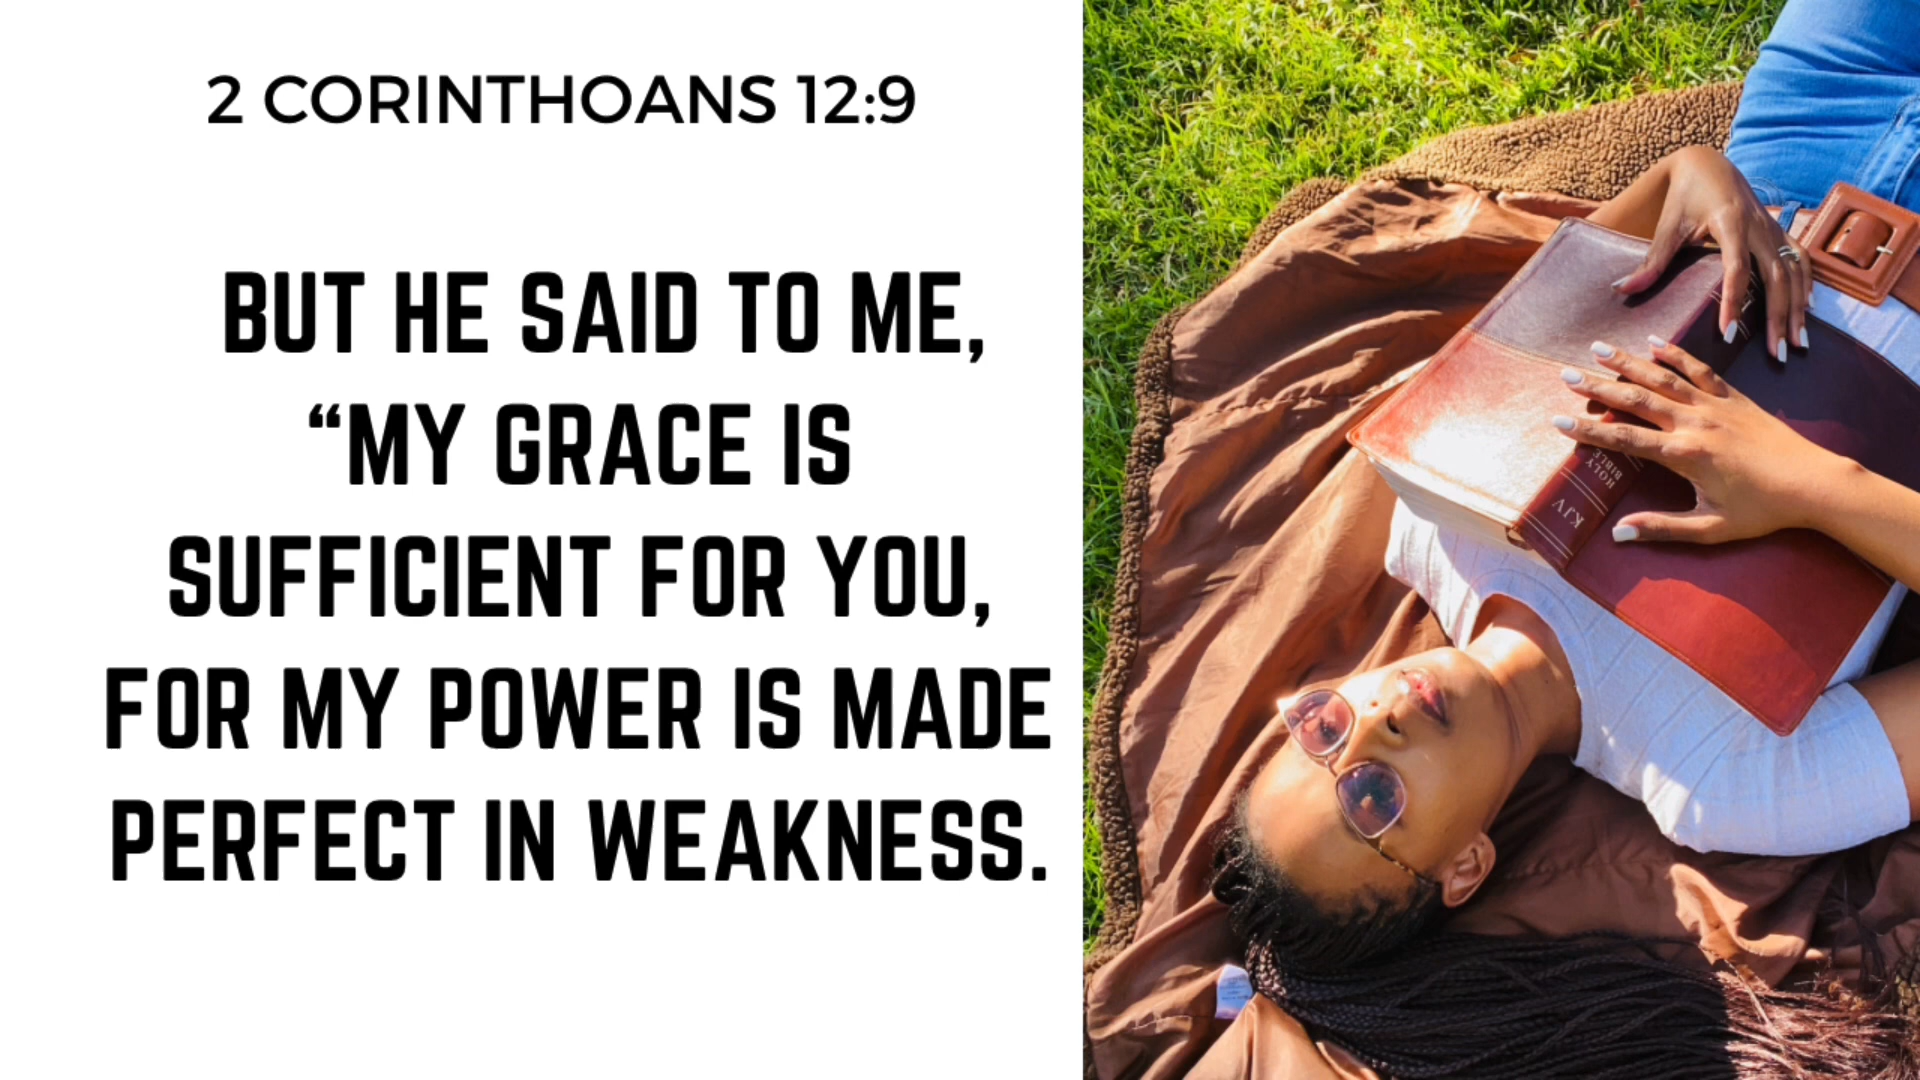 2 CORINTHOANS 12:9
BUT HE SAID TO ME,
“MY GRACE IS
SUFFICIENT FOR YOU,
FOR MY POWER IS MADE
PERFECT IN WEAKNESS.
HOLY
BIBLE
KJV